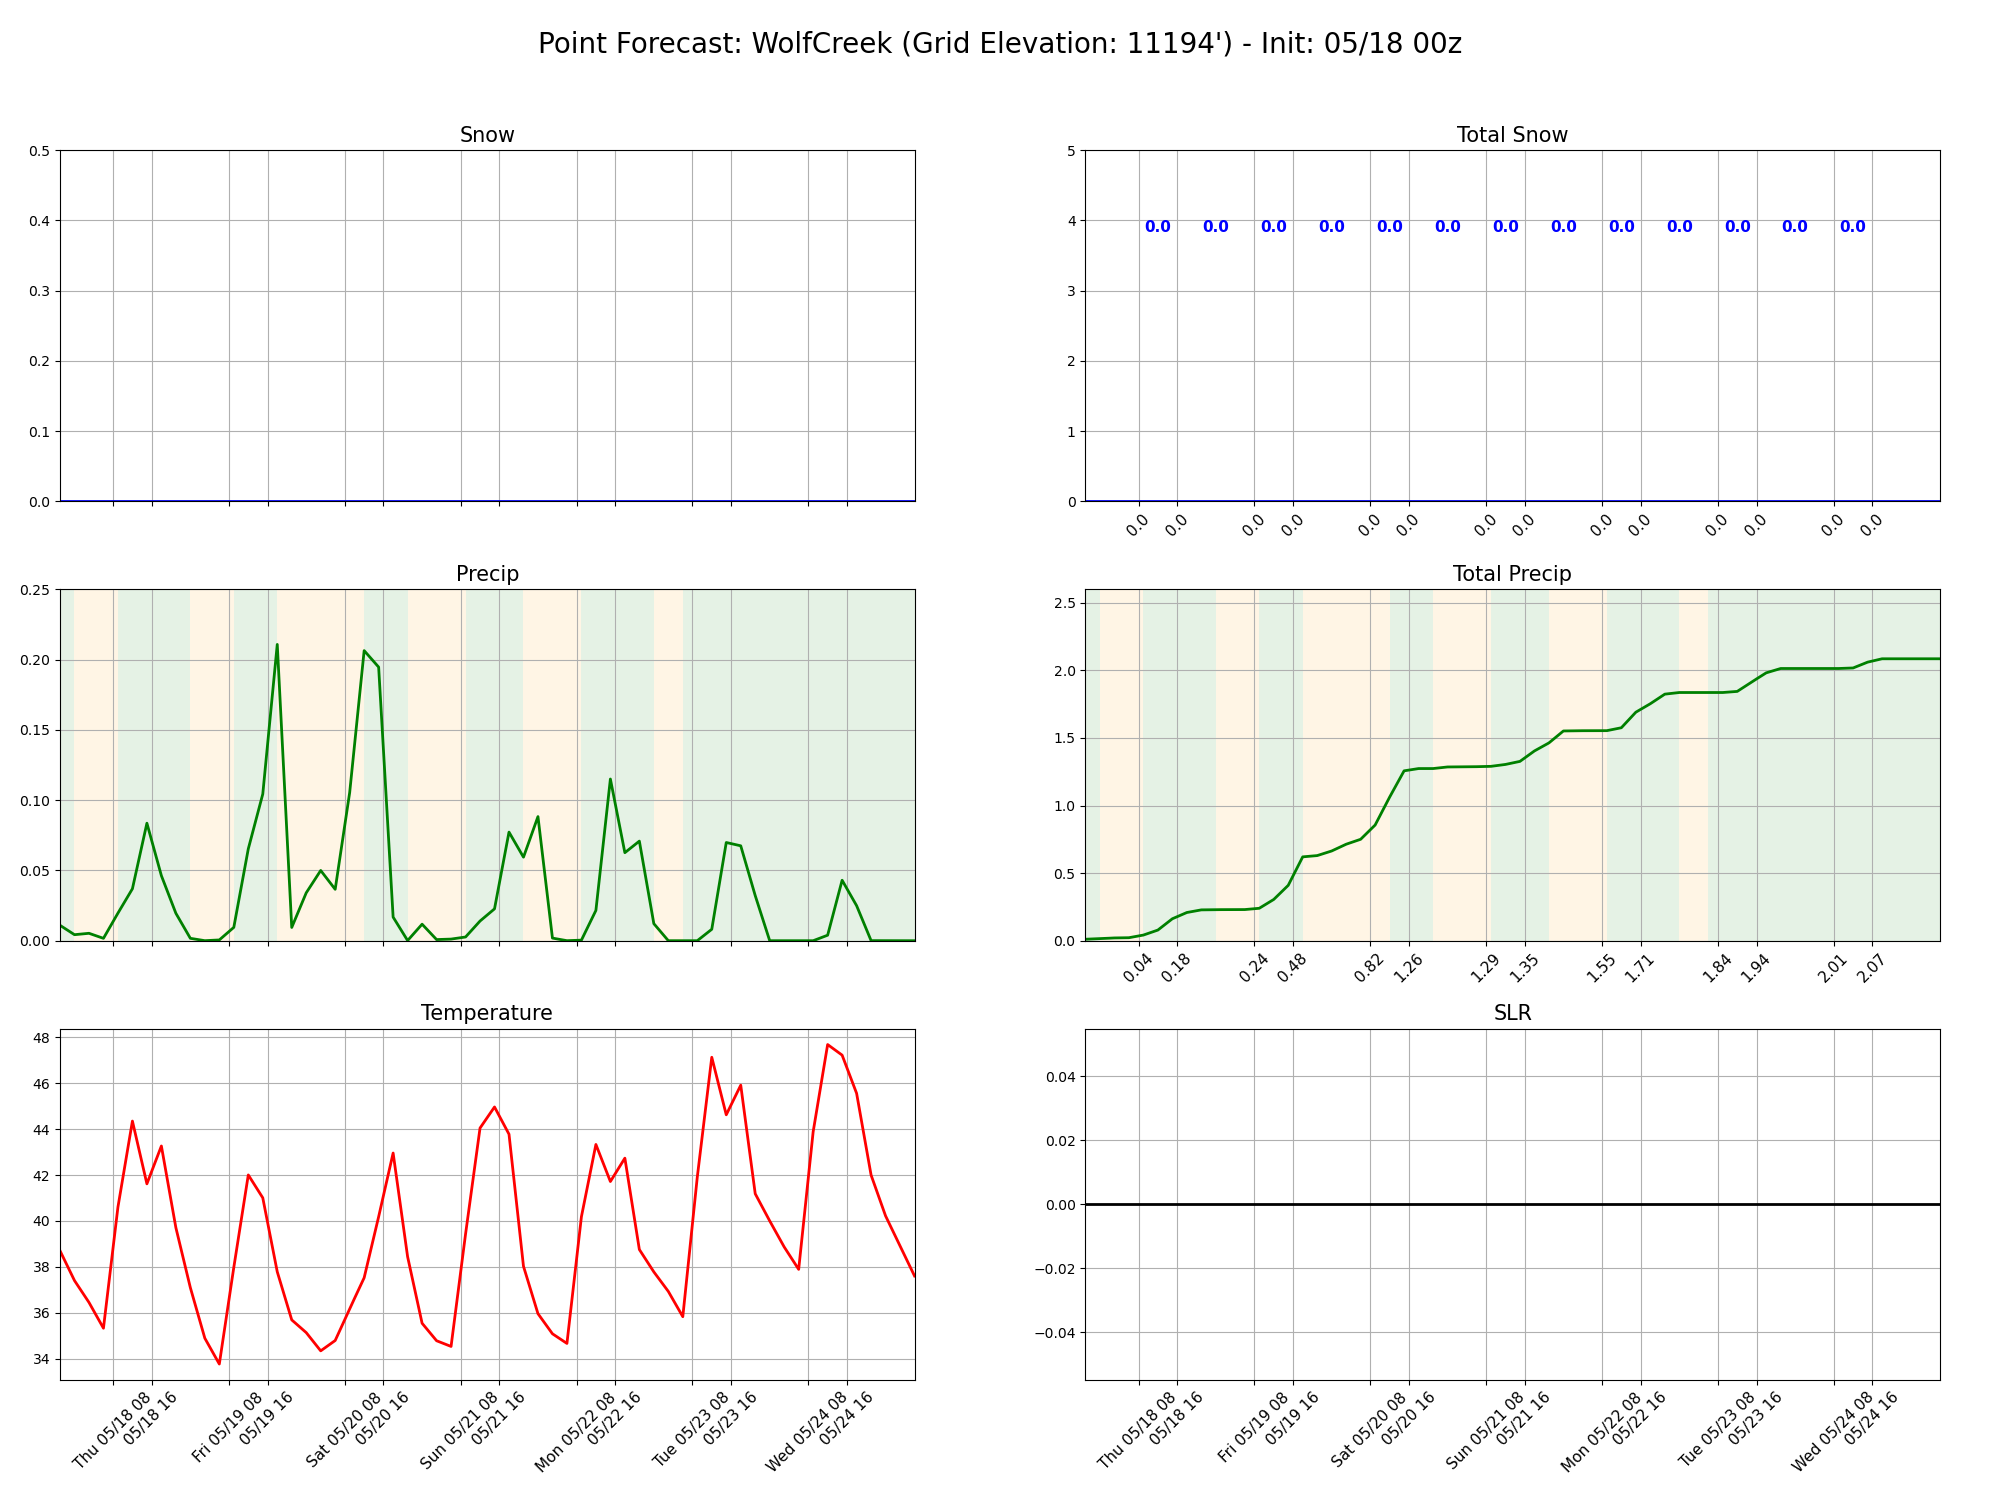 Point Forecast: WolfCreek (Grid Elevation: 11194') - Init: 05/18 00z
Snow
0.5
0.4
0.3
0.2
0.1
0.0
Total Snow
5
4
3
2
1
0
0.0 0.0 0.0 0.0 0.0 0.0 0.0 0.0 0.0 0.0 0.0 0.0 0.0
0.0 0.0 0.0 0.0 0.0 0.0 0.0 0.0 0.0 0.0 0.0 0.0 0.0 0.0
Precip
0.25
0.20
0.15
0.10
0.05
0.00
Total Precip
2.5
2.0
1.5
1.0
0.5
0.0
0.04 0.18 0.24 0.48 0.82 1.26 1.29 1.35 1.55 1.71 1.84 1.94 2.01 2.07
Temperature
48
46
44
42
40
38
36
34
Thu 05/18 08
05/18 16
Fri 05/19 08
05/19 16
Sat 05/20 08
05/20 16
Sun 05/21 08
05/21 16
Mon 05/22 08
05/22 16
Tue 05/23 08
05/23 16
Wed 05/24 08
05/24 16
SLR
0.04
0.02
0.00
−0.02
−0.04
Thu 05/18 08
05/18 16
Fri 05/19 08
05/19 16
Sat 05/20 08
05/20 16
Sun 05/21 08
05/21 16
Mon 05/22 08
05/22 16
Tue 05/23 08
05/23 16
Wed 05/24 08
05/24 16